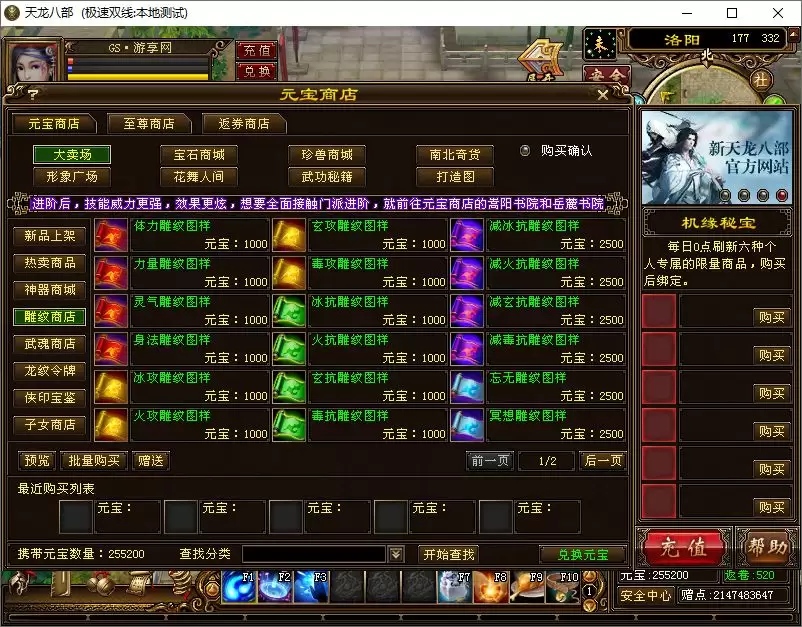 天龙八部 (极速双线:本地测试)
GS·游享网
充值
兑换
未
洛阳
177 332
北
安全
社
?
元宝商店
元宝商店
至尊商店
返券商店
大卖场
宝石商城
珍兽商城
南北奇货
购买确认
形象广场
花舞人间
武功秘籍
打造图
进阶后，技能威力更强，效果更炫，想要全面接触门派进阶，就前往元宝商店的嵩阳书院和岳麓书院
新品上架
热卖商品
神器商城
雕纹商店
武魂商店
龙纹令牌
侠印宝鉴
子女商店
体力雕纹图样
元宝：1000
玄攻雕纹图样
元宝：1000
减冰抗雕纹图样
元宝：2500
力量雕纹图样
元宝：1000
毒攻雕纹图样
元宝：1000
减火抗雕纹图样
元宝：2500
灵气雕纹图样
元宝：1000
冰抗雕纹图样
元宝：1000
减玄抗雕纹图样
元宝：2500
身法雕纹图样
元宝：1000
火抗雕纹图样
元宝：1000
减毒抗雕纹图样
元宝：2500
冰攻雕纹图样
元宝：1000
玄抗雕纹图样
元宝：1000
忘无雕纹图样
元宝：2500
火攻雕纹图样
元宝：1000
毒抗雕纹图样
元宝：1000
冥想雕纹图样
元宝：2500
预览
批量购买
赠送
前一页
1/2
后一页
最近购买列表
元宝：
元宝：
元宝：
元宝：
元宝：
携带元宝数量：255200
查找分类
开始查找
兑换元宝
新天龙八部
官方网站
机缘秘宝
每日0点刷新六种个
人专属的限量商品，购买
后绑定。
购买
购买
购买
购买
购买
购买
充值
帮助
F1
F2
F3
F7
F8
F9
F10
1
元宝:255200
返卷:520
安全中心
赠点:2147483647